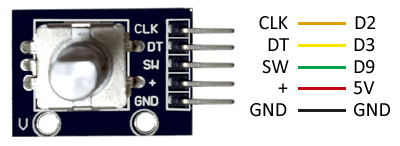 CLK
DT
SW
+
GND
V
CLK D2
DT D3
SW D9
+ 5V
GND GND